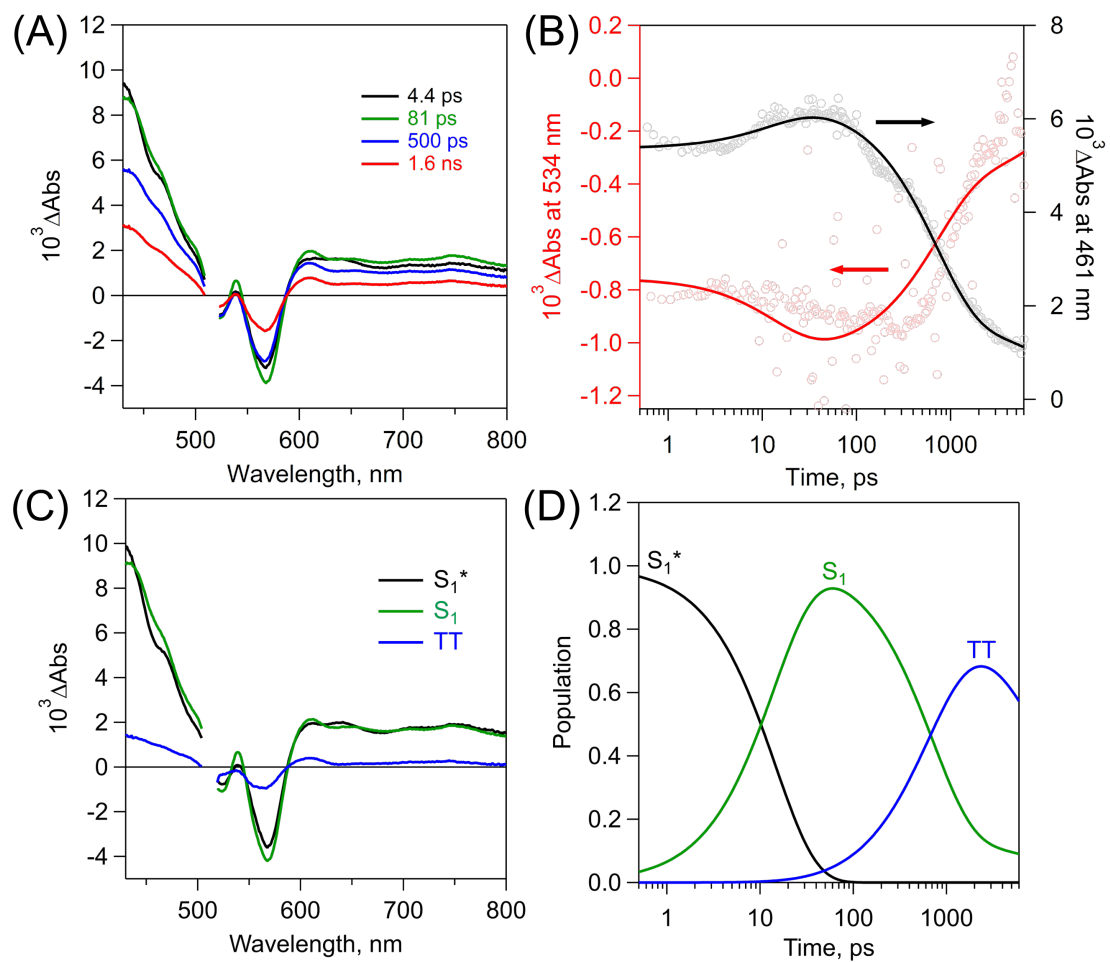 (A)
12
10
8
6
4
2
0
-2
-4
10³ΔAbs
4.4 ps
81 ps
500 ps
1.6 ns
500
600
700
800
Wavelength, nm
(B)
0.2
0.0
-0.2
-0.4
-0.6
-0.8
-1.0
-1.2
10³ΔAbs at 534 nm
8
6
4
2
0
10³ΔAbs at 461 nm
1
10
100
1000
Time, ps
(C)
12
10
8
6
4
2
0
-2
-4
10³ΔAbs
S₁*
S₁
TT
500
600
700
800
Wavelength, nm
(D)
1.2
1.0
0.8
0.6
0.4
0.2
0.0
Population
S₁*
S₁
TT
1
10
100
1000
Time, ps